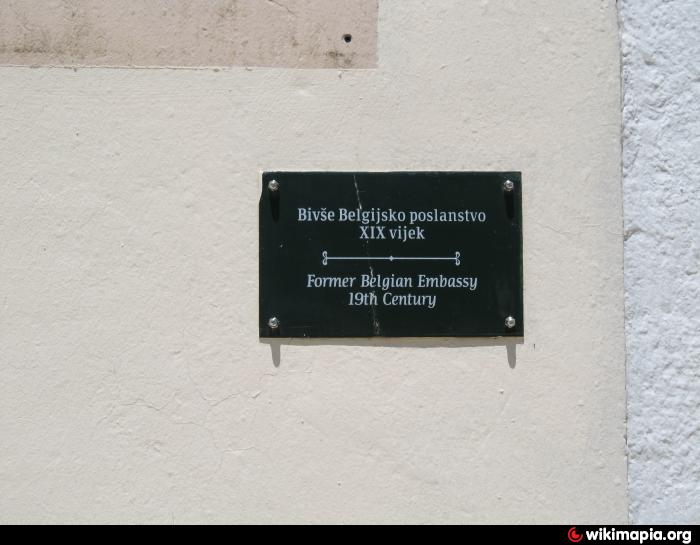 Bivše Belgijsko poslanstvo
XIX vijek
Former Belgian Embassy
19th Century
wikimapia.org